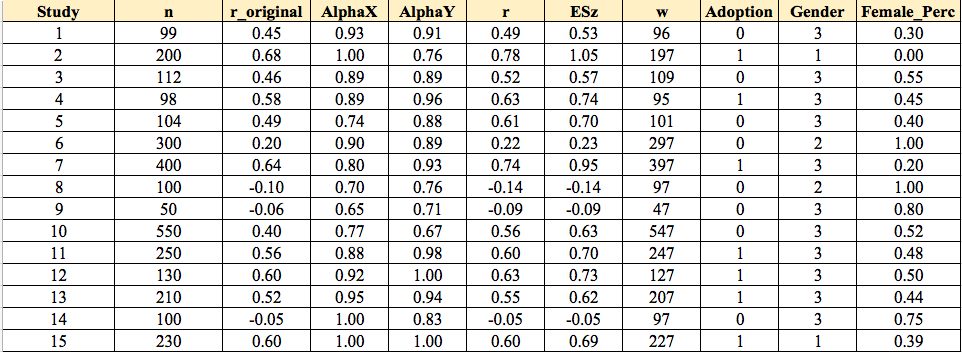 Study n r_original AlphaX AlphaY r ESz w Adoption Gender Female_Perc
1 99 0.45 0.93 0.91 0.49 0.53 96 0 3 0.30
2 200 0.68 1.00 0.76 0.78 1.05 197 1 1 0.00
3 112 0.46 0.89 0.89 0.52 0.57 109 0 3 0.55
4 98 0.58 0.89 0.96 0.63 0.74 95 1 3 0.45
5 104 0.49 0.74 0.88 0.61 0.70 101 0 3 0.40
6 300 0.20 0.90 0.89 0.22 0.23 297 0 2 1.00
7 400 0.64 0.80 0.93 0.74 0.95 397 1 3 0.20
8 100 -0.10 0.70 0.76 -0.14 -0.14 97 0 2 1.00
9 50 -0.06 0.65 0.71 -0.09 -0.09 47 0 3 0.80
10 550 0.40 0.77 0.67 0.56 0.63 547 0 3 0.52
11 250 0.56 0.88 0.98 0.60 0.70 247 1 3 0.48
12 130 0.60 0.92 1.00 0.63 0.73 127 1 3 0.50
13 210 0.52 0.95 0.94 0.55 0.62 207 1 3 0.44
14 100 -0.05 1.00 0.83 -0.05 -0.05 97 0 3 0.75
15 230 0.60 1.00 1.00 0.60 0.69 227 1 1 0.39